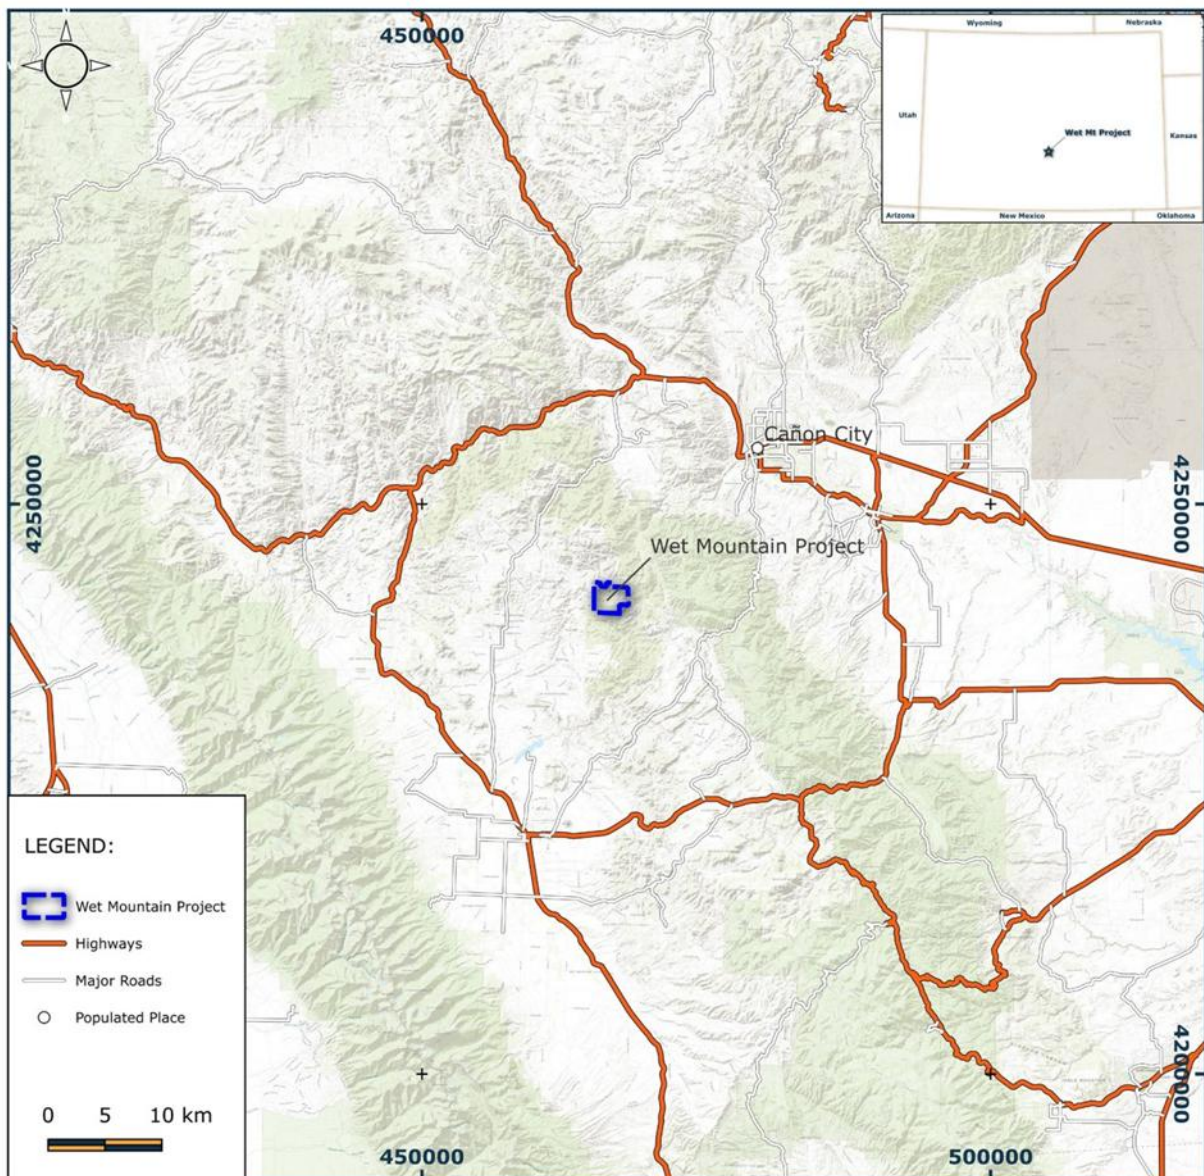 450000
Wyoming
Nebraska
Utah
Wet Mt Project
Kansas
Arizona
New Mexico
Oklahoma
Cañon City
4250000
4250000
Wet Mountain Project
LEGEND:
Wet Mountain Project
Highways
Major Roads
Populated Place
0 5 10 km
4200000
450000
500000